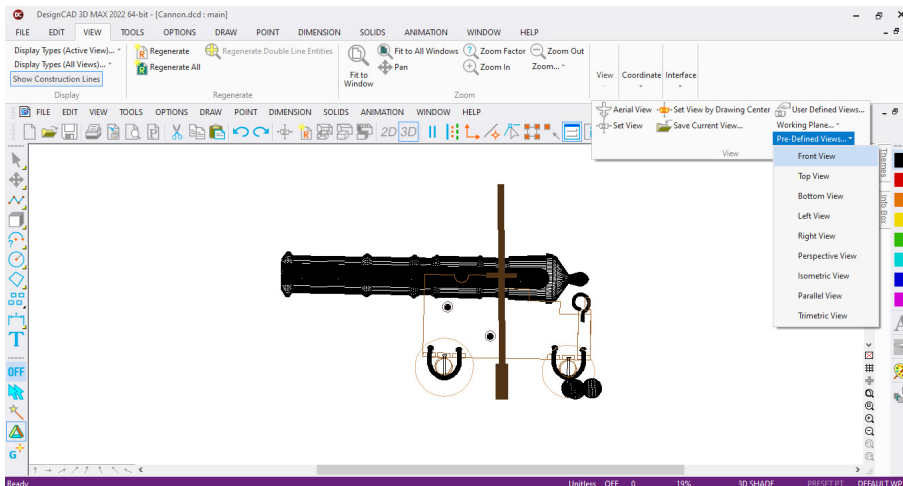 DesignCAD 3D MAX 2022 64-bit - [Cannon.dcd : main]
FILE EDIT VIEW TOOLS OPTIONS DRAW POINT DIMENSION SOLIDS ANIMATION WINDOW HELP
Display Types (Active View)...
Display Types (All Views)...
Show Construction Lines
Display
Regenerate
Regenerate Double Line Entities
Regenerate All
Regenerate
Fit to
Window
Fit to All Windows
Zoom Factor
Zoom Out
Pan
Zoom In
Zoom...
Zoom
View
Coordinate
Interface
FILE EDIT VIEW TOOLS OPTIONS DRAW POINT DIMENSION SOLIDS ANIMATION WINDOW HELP
2D 3D
Aerial View
Set View by Drawing Center
User Defined Views...
Set View
Save Current View...
Working Plane...
Pre-Defined Views...
View
Front View
Top View
Bottom View
Left View
Right View
Perspective View
Isometric View
Parallel View
Trimetric View
Themes
Info Box
T
OFF
G
A
Ready
Unitless OFF 0 19% 3D SHADE PRESET PT DEFAULT WP